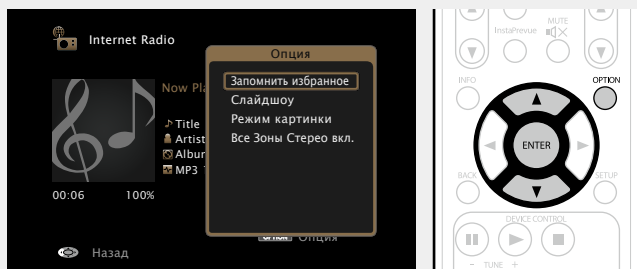 Internet Radio
Опция
Now Pla
Запомнить избранное
Слайдшоу
Режим картинки
Все Зоны Стерео вкл.
Title
Artist
Albur
MP3
00:06 100%
Опция
Назад
MUTE
InstaPrevue
INFO
OPTION
ENTER
BACK
SETUP
DEVICE CONTROL
- TUNE +